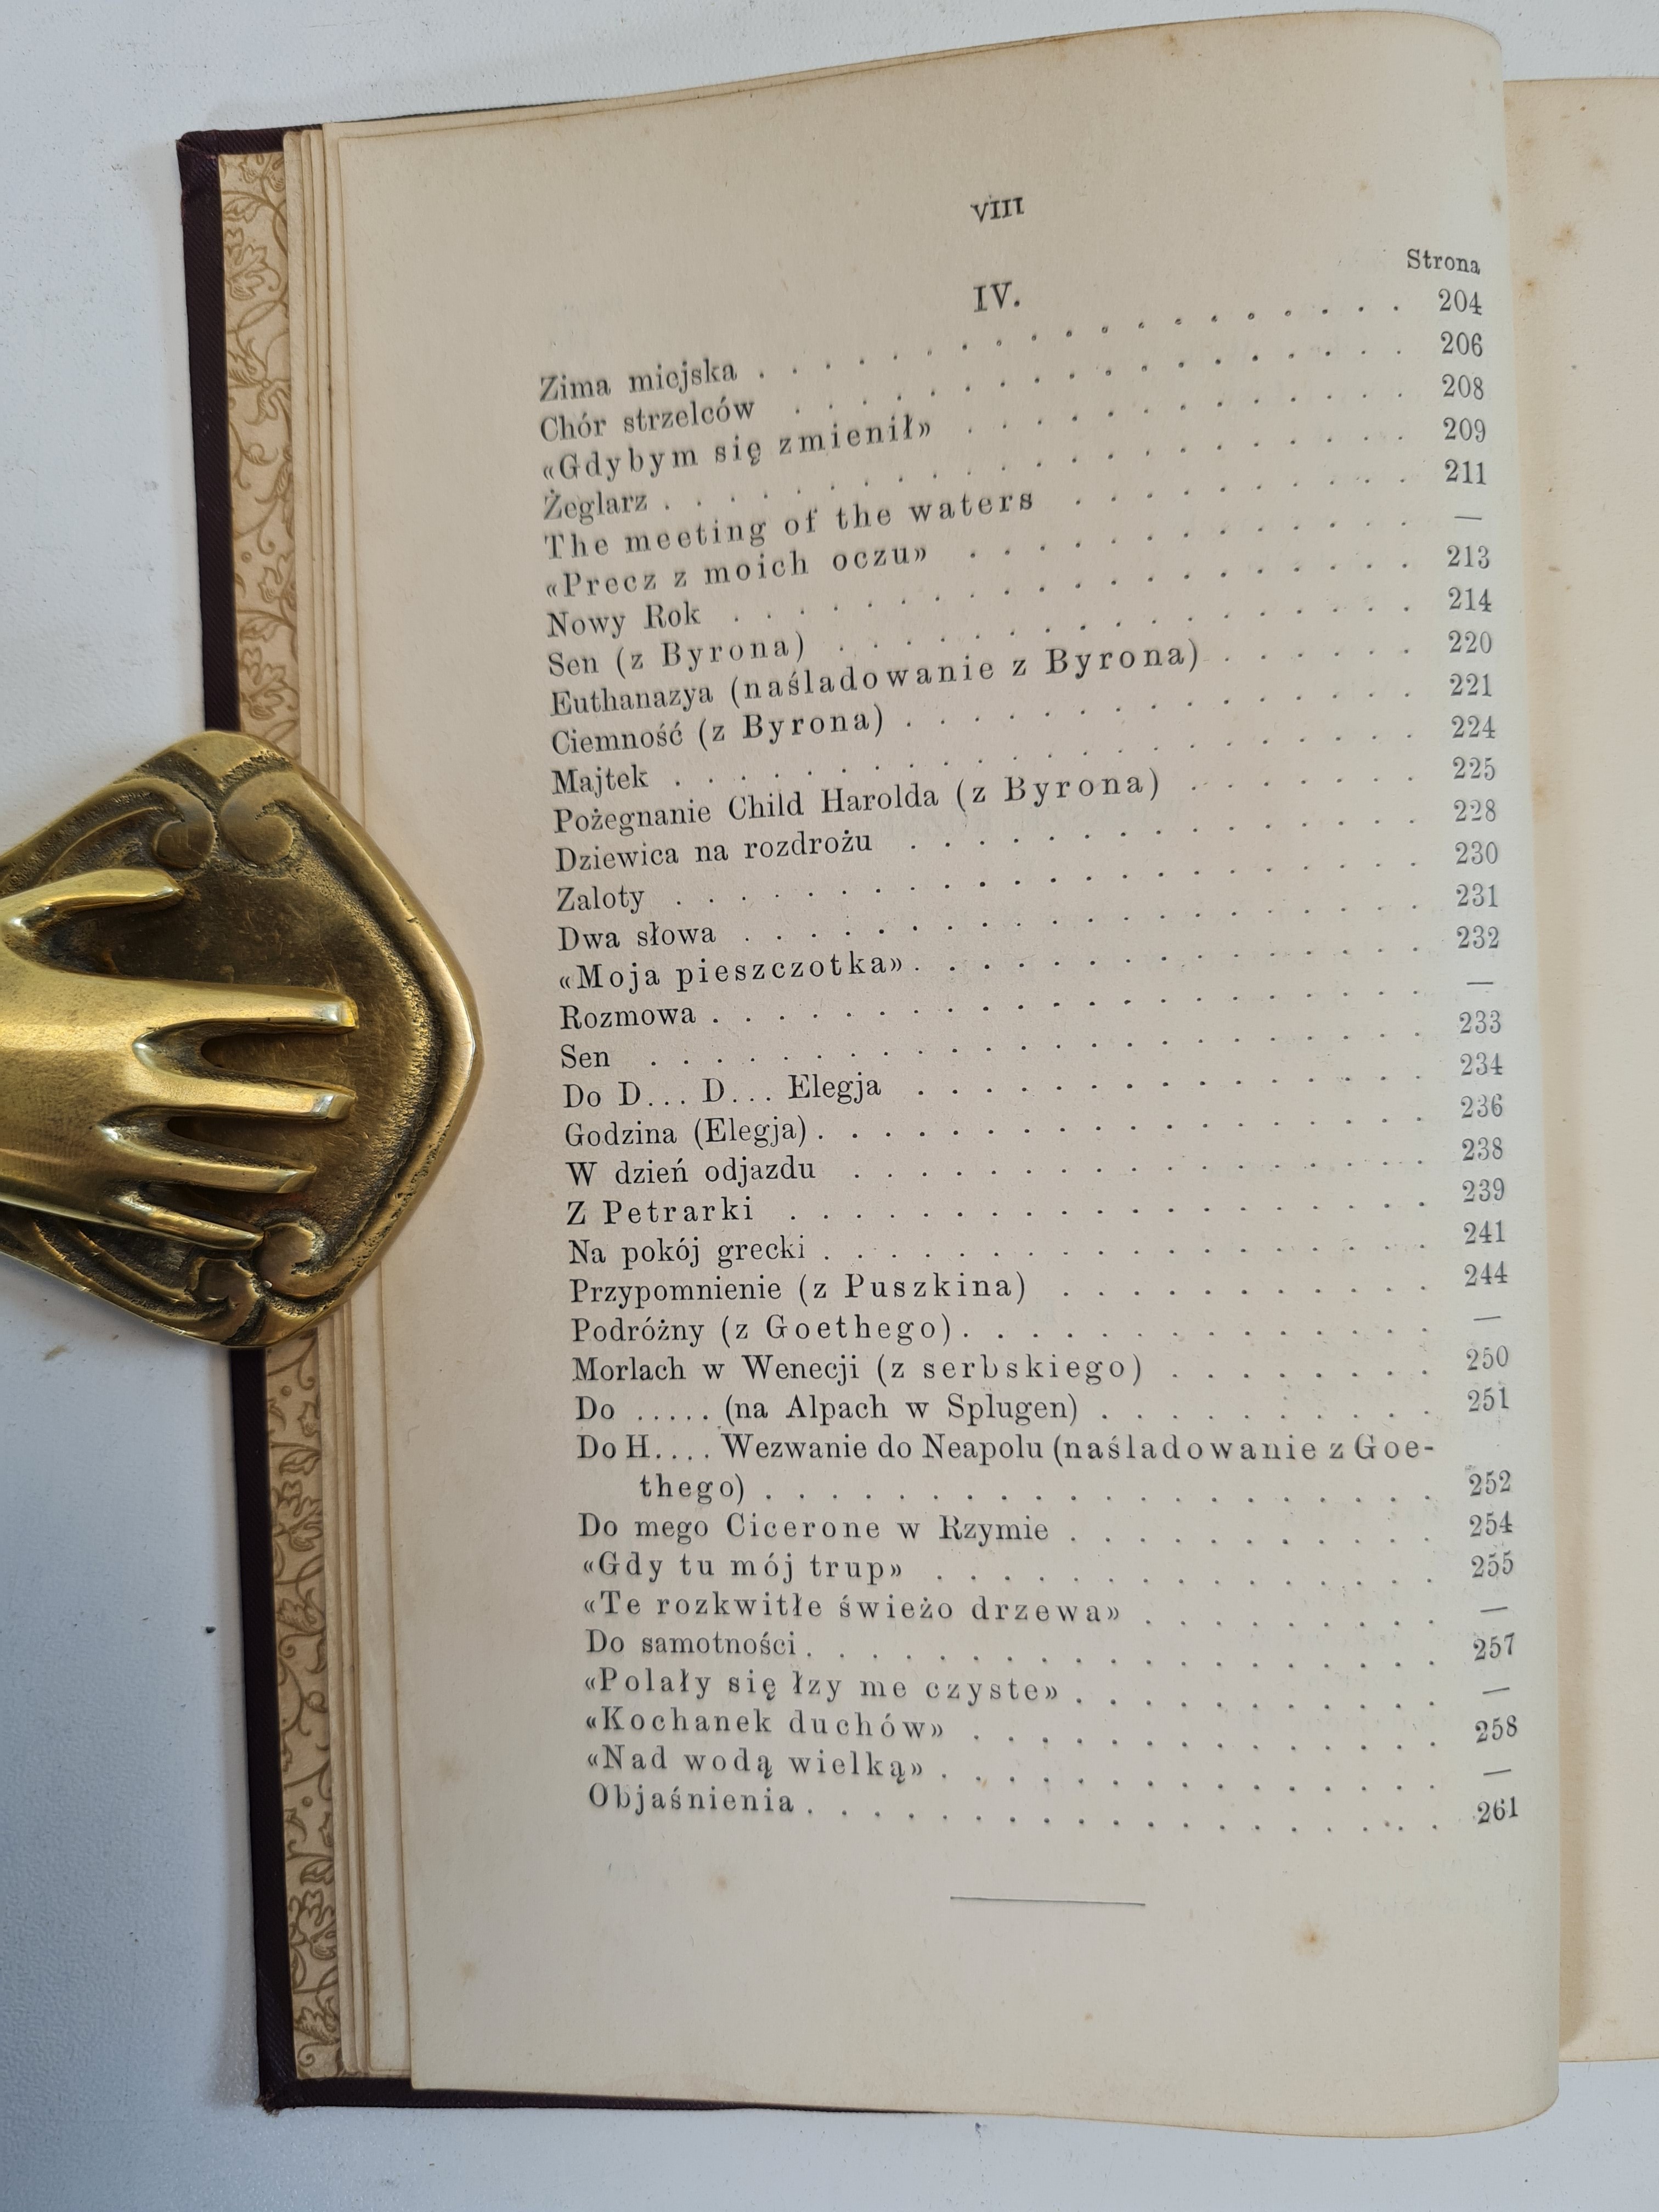 VIII
Strona
IV.
Zima miejska . . . . . . . . . . . . . . . . . . . 204
Chór strzelców . . . . . . . . . . . . . . . . . . 206
«Gdybym się zmienił» . . . . . . . . . . . . . 208
Żeglarz . . . . . . . . . . . . . . . . . . . . . . 209
The meeting of the waters . . . . . . . . . . 211
«Precz z moich oczu» . . . . . . . . . . . . . —
Nowy Rok . . . . . . . . . . . . . . . . . . . . 213
Sen (z Byrona) . . . . . . . . . . . . . . . . . 214
Euthanazya (naśladowanie z Byrona) . . . . . . 220
Ciemność (z Byrona) . . . . . . . . . . . . . . 221
Majtek . . . . . . . . . . . . . . . . . . . . . . 224
Pożegnanie Child Harolda (z Byrona) . . . . . . . 225
Dziewica na rozdrożu . . . . . . . . . . . . . . 228
Zaloty . . . . . . . . . . . . . . . . . . . . . . 230
Dwa słowa . . . . . . . . . . . . . . . . . . . . 231
«Moja pieszczotka» . . . . . . . . . . . . . . . 232
Rozmowa . . . . . . . . . . . . . . . . . . . . . —
Sen . . . . . . . . . . . . . . . . . . . . . . . 233
Do D... D... Elegja . . . . . . . . . . . . . . . 234
Godzina (Elegja) . . . . . . . . . . . . . . . . . 236
W dzień odjazdu . . . . . . . . . . . . . . . . . 238
Z Petrarki . . . . . . . . . . . . . . . . . . . 239
Na pokój grecki . . . . . . . . . . . . . . . . . 241
Przypomnienie (z Puszkina) . . . . . . . . . . . 244
Podróżny (z Goethego) . . . . . . . . . . . . . . —
Morlach w Wenecji (z serbskiego) . . . . . . . . 250
Do ..... (na Alpach w Splugen) . . . . . . . . . . 251
Do H.... Wezwanie do Neapolu (naśladowanie z Goe-
thego) . . . . . . . . . . . . . . . . . . . . 252
Do mego Cicerone w Rzymie . . . . . . . . . . . 254
«Gdy tu mój trup» . . . . . . . . . . . . . . . 255
«Te rozkwitłe świeżo drzewa» . . . . . . . . . —
Do samotności . . . . . . . . . . . . . . . . . . . 257
«Polały się łzy me czyste» . . . . . . . . . . . —
«Kochanek duchów» . . . . . . . . . . . . . . 258
«Nad wodą wielką» . . . . . . . . . . . . . . . —
Objaśnienia . . . . . . . . . . . . . . . . . . . 261